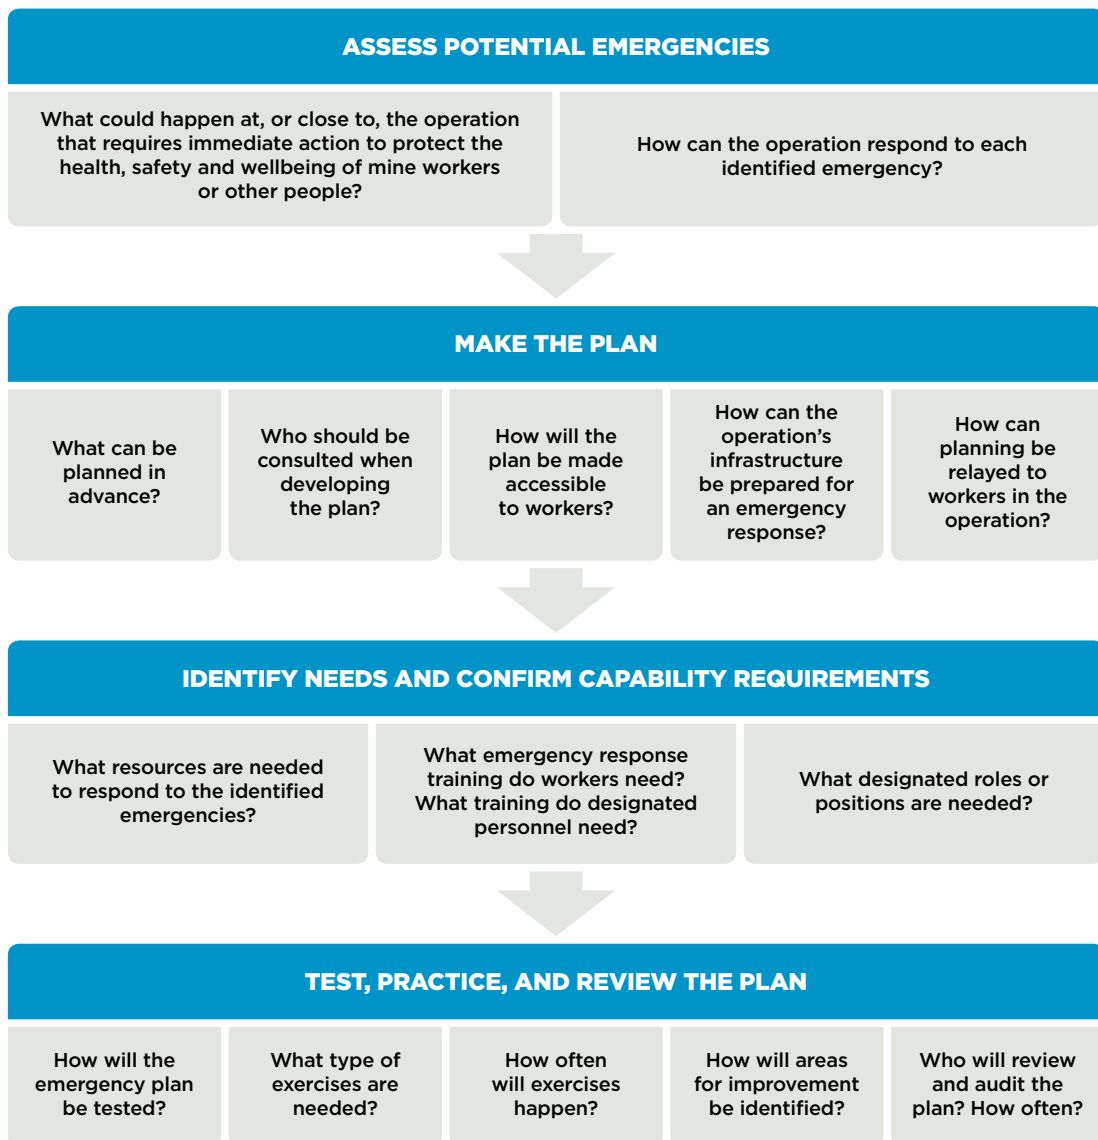 ASSESS POTENTIAL EMERGENCIES
What could happen at, or close to, the operation
that requires immediate action to protect the
health, safety and wellbeing of mine workers
or other people?
How can the operation respond to each
identified emergency?
MAKE THE PLAN
What can be
planned in
advance?
Who should be
consulted when
developing
the plan?
How will the
plan be made
accessible
to workers?
How can the
operation’s
infrastructure
be prepared for
an emergency
response?
How can
planning be
relayed to
workers in the
operation?
IDENTIFY NEEDS AND CONFIRM CAPABILITY REQUIREMENTS
What resources are needed
to respond to the identified
emergencies?
What emergency response
training do workers need?
What training do designated
personnel need?
What designated roles or
positions are needed?
TEST, PRACTICE, AND REVIEW THE PLAN
How will the
emergency plan
be tested?
What type of
exercises are
needed?
How often
will exercises
happen?
How will areas
for improvement
be identified?
Who will review
and audit the
plan? How often?